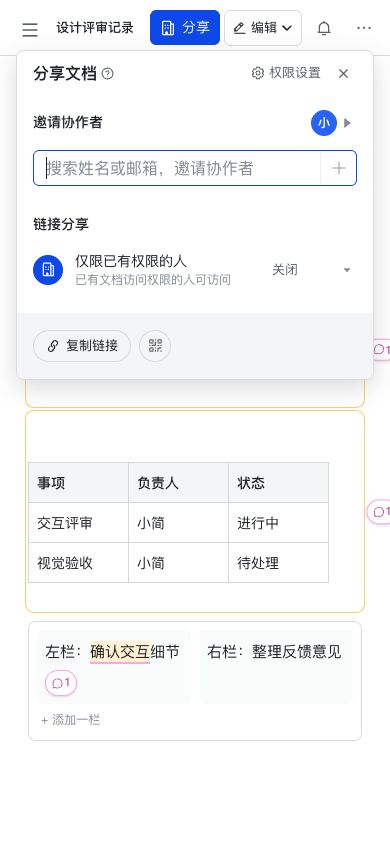 设计评审记录 分享 编辑
分享文档 权限设置
邀请协作者 小
搜索姓名或邮箱，邀请协作者
链接分享
仅限已有权限的人 关闭
已有文档访问权限的人可访问
复制链接
1
事项 负责人 状态
交互评审 小简 进行中
1
视觉验收 小简 待处理
左栏：确认交互细节 右栏：整理反馈意见
1
+ 添加一栏